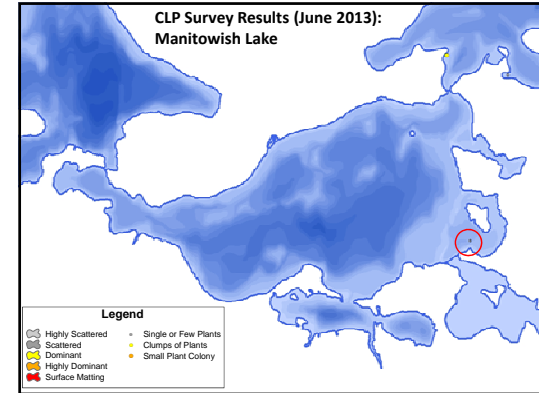 CLP Survey Results (June 2013):
Manitowish Lake
Legend
Highly Scattered
Scattered
Dominant
Highly Dominant
Surface Matting
Single or Few Plants
Clumps of Plants
Small Plant Colony